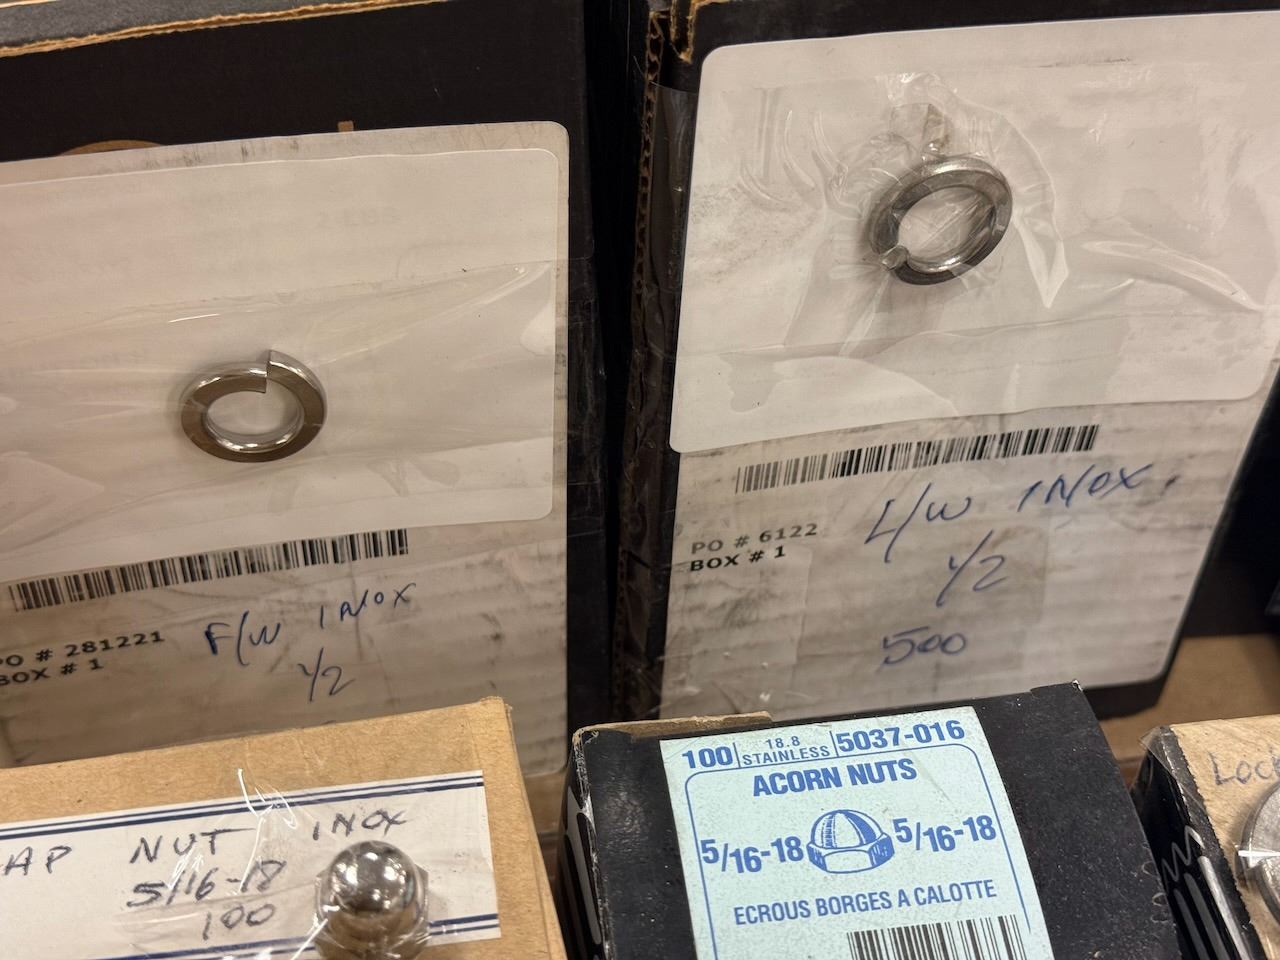 PO # 281221
BOX # 1
F/W INOX
1/2
PO # 6122
BOX # 1
L/W INOX
1/2
500
NUT INOX
5/16-18
100
100 18.8 STAINLESS 5037-016
ACORN NUTS
5/16-18 5/16-18
ECROUS BORGES A CALOTTE